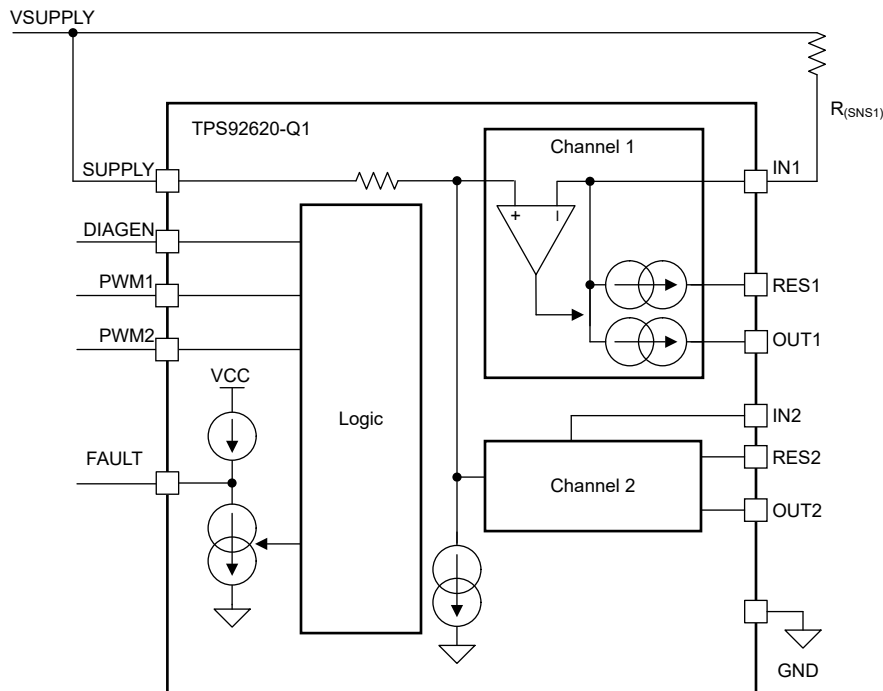 VSUPPLY
R(SNS1)
TPS92620-Q1
Channel 1
SUPPLY
IN1
+
–
DIAGEN
PWM1
RES1
PWM2
OUT1
VCC
IN2
Logic
FAULT
RES2
Channel 2
OUT2
GND